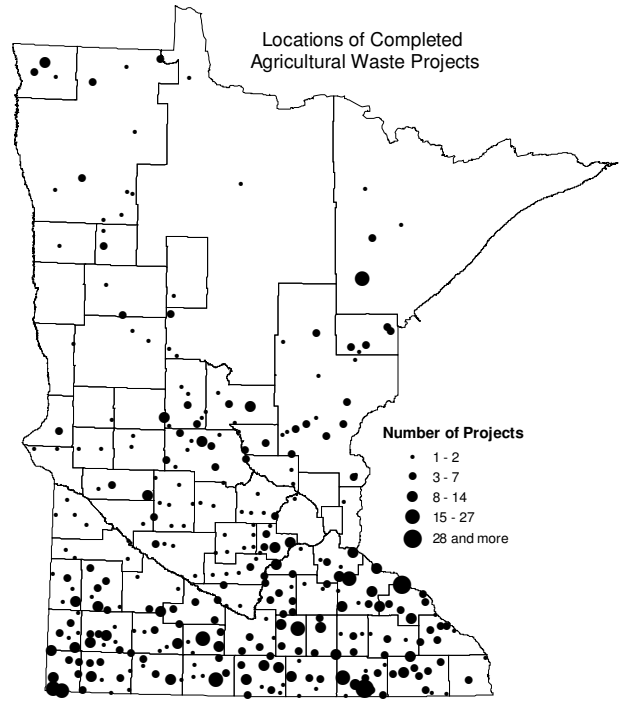 Locations of Completed
Agricultural Waste Projects
Number of Projects
1 - 2
3 - 7
8 - 14
15 - 27
28 and more